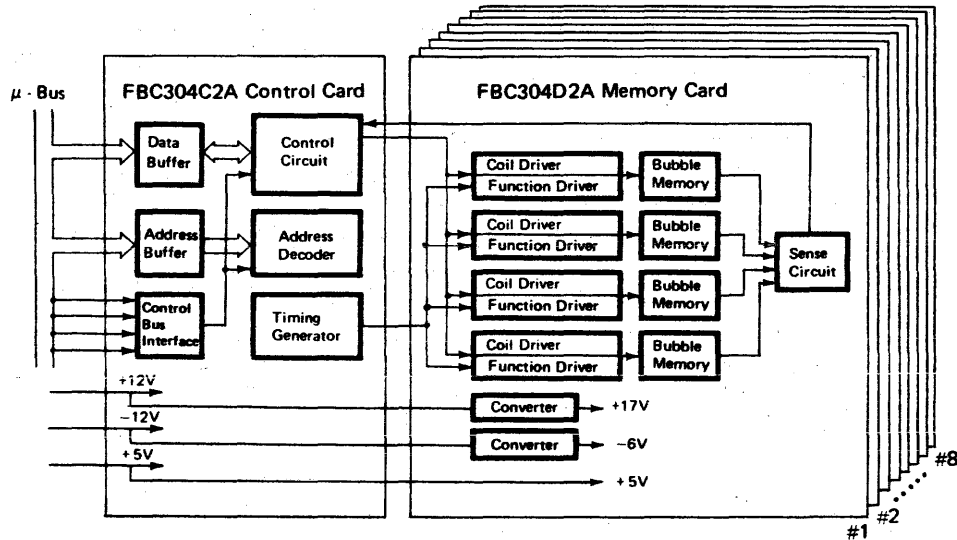 FBC304C2A Control Card
FBC304D2A Memory Card
μ - Bus
Data
Buffer
Control
Circuit
Address
Buffer
Address
Decoder
Control
Bus
Interface
Timing
Generator
Coil Driver
Function Driver
Bubble
Memory
Coil Driver
Function Driver
Bubble
Memory
Coil Driver
Function Driver
Bubble
Memory
Coil Driver
Function Driver
Bubble
Memory
Sense
Circuit
+12V
Converter
+17V
−12V
Converter
−6V
+5V
+5V
#1
#2
#8